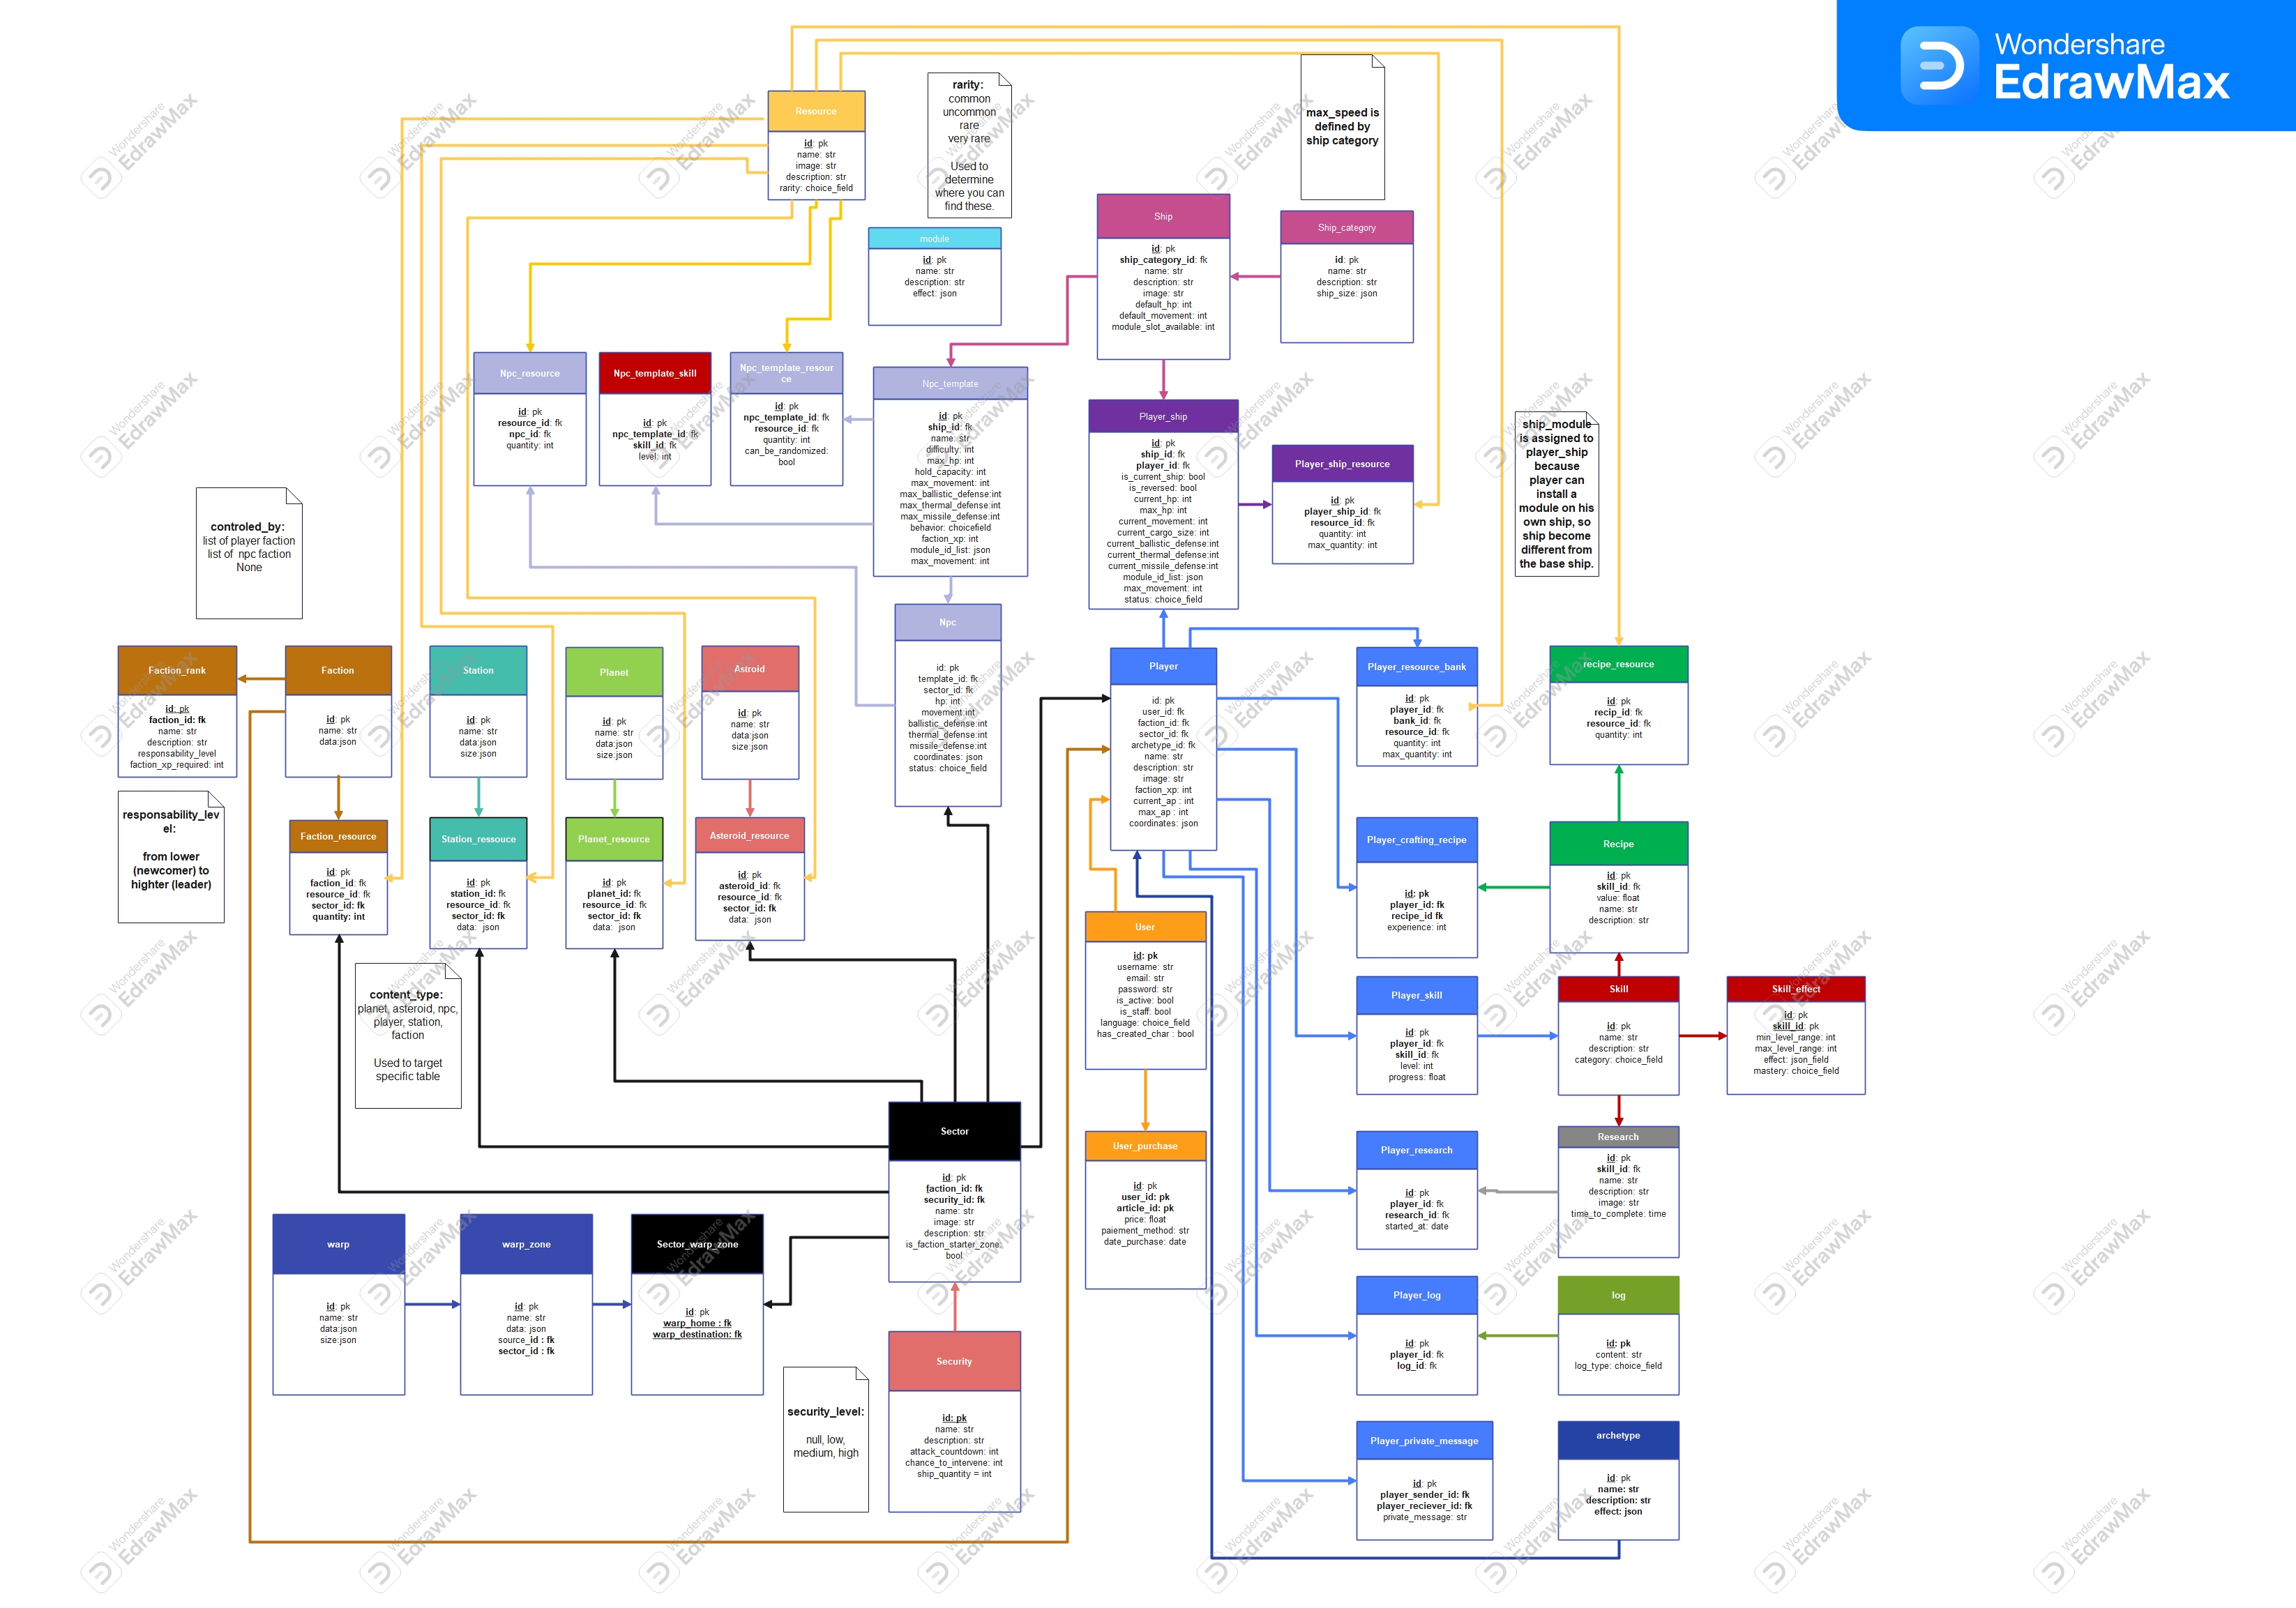 Wondershare
EdrawMax
Resource
id: pk
name: str
image: str
description: str
rarity: choice_field
rarity:
common
uncommon
rare
very rare
Used to
determine
where you can
find these.
max_speed is
defined by
ship category
module
id: pk
name: str
description: str
effect: json
Ship
id: pk
ship_category_id: fk
name: str
description: str
image: str
default_hp: int
default_movement: int
module_slot_available: int
Ship_category
id: pk
name: str
description: str
ship_size: json
Npc_resource
id: pk
resource_id: fk
npc_id: fk
quantity: int
Npc_template_skill
id: pk
npc_template_id: fk
skill_id: fk
level: int
Npc_template_resour
ce
id: pk
npc_template_id: fk
resource_id: fk
quantity: int
can_be_randomized:
bool
Npc_template
id: pk
ship_id: fk
name: str
difficulty: int
max_hp: int
hold_capacity: int
max_movement: int
max_ballistic_defense:int
max_thermal_defense:int
max_missile_defense:int
behavior: choicefield
faction_xp: int
module_id_list: json
max_movement: int
Player_ship
id: pk
ship_id: fk
player_id: fk
is_current_ship: bool
is_reversed: bool
current_hp: int
max_hp: int
current_movement: int
current_cargo_size: int
current_ballistic_defense:int
current_thermal_defense:int
current_missile_defense:int
module_id_list: json
max_movement: int
status: choice_field
Player_ship_resource
id: pk
player_ship_id: fk
resource_id: fk
quantity: int
max_quantity: int
ship_module
is assigned to
player_ship
because
player can
install a
module on his
own ship, so
ship become
different from
the base ship.
controled_by:
list of player faction
list of npc faction
None
Faction_rank
id: pk
faction_id: fk
name: str
description: str
responsability_level
faction_xp_required: int
Faction
id: pk
name: str
data:json
Station
id: pk
name: str
data:json
size:json
Planet
id: pk
name: str
data:json
size:json
Astroid
id: pk
name: str
data:json
size:json
Npc
id: pk
template_id: fk
sector_id: fk
hp: int
movement:int
ballistic_defense:int
thermal_defense:int
missile_defense:int
coordinates: json
status: choice_field
Player
id: pk
user_id: fk
faction_id: fk
sector_id: fk
archetype_id: fk
name: str
description: str
image: str
faction_xp: int
current_ap : int
max_ap : int
coordinates: json
Player_resource_bank
id: pk
player_id: fk
bank_id: fk
resource_id: fk
quantity: int
max_quantity: int
recipe_resource
id: pk
recip_id: fk
resource_id: fk
quantity: int
responsability_lev
el:
from lower
(newcomer) to
highter (leader)
Faction_resource
id: pk
faction_id: fk
resource_id: fk
sector_id: fk
quantity: int
Station_ressouce
id: pk
station_id: fk
resource_id: fk
sector_id: fk
data: json
Planet_resource
id: pk
planet_id: fk
resource_id: fk
sector_id: fk
data: json
Asteroid_resource
id: pk
asteroid_id: fk
resource_id: fk
sector_id: fk
data: json
Player_crafting_recipe
id: pk
player_id: fk
recipe_id fk
experience: int
Recipe
id: pk
skill_id: fk
value: float
name: str
description: str
content_type:
planet, asteroid, npc,
player, station,
faction
Used to target
specific table
User
id: pk
username: str
email: str
password: str
is_active: bool
is_staff: bool
language: choice_field
has_created_char : bool
Player_skill
id: pk
player_id: fk
skill_id: fk
level: int
progress: float
Skill
id: pk
name: str
description: str
category: choice_field
Skill_effect
id: pk
skill_id: pk
min_level_range: int
max_level_range: int
effect: json_field
mastery: choice_field
Sector
id: pk
faction_id: fk
security_id: fk
name: str
image: str
description: str
is_faction_starter_zone:
bool
User_purchase
id: pk
user_id: pk
article_id: pk
price: float
paiement_method: str
date_purchase: date
Player_research
id: pk
player_id: fk
research_id: fk
started_at: date
Research
id: pk
skill_id: fk
name: str
description: str
image: str
time_to_complete: time
warp
id: pk
name: str
data:json
size:json
warp_zone
id: pk
name: str
data: json
source_id : fk
sector_id : fk
Sector_warp_zone
id: pk
warp_home : fk
warp_destination: fk
Player_log
id: pk
player_id: fk
log_id: fk
log
id: pk
content: str
log_type: choice_field
security_level:
null, low,
medium, high
Security
id: pk
name: str
description: str
attack_countdown: int
chance_to_intervene: int
ship_quantity = int
Player_private_message
id: pk
player_sender_id: fk
player_reciever_id: fk
private_message: str
archetype
id: pk
name: str
description: str
effect: json